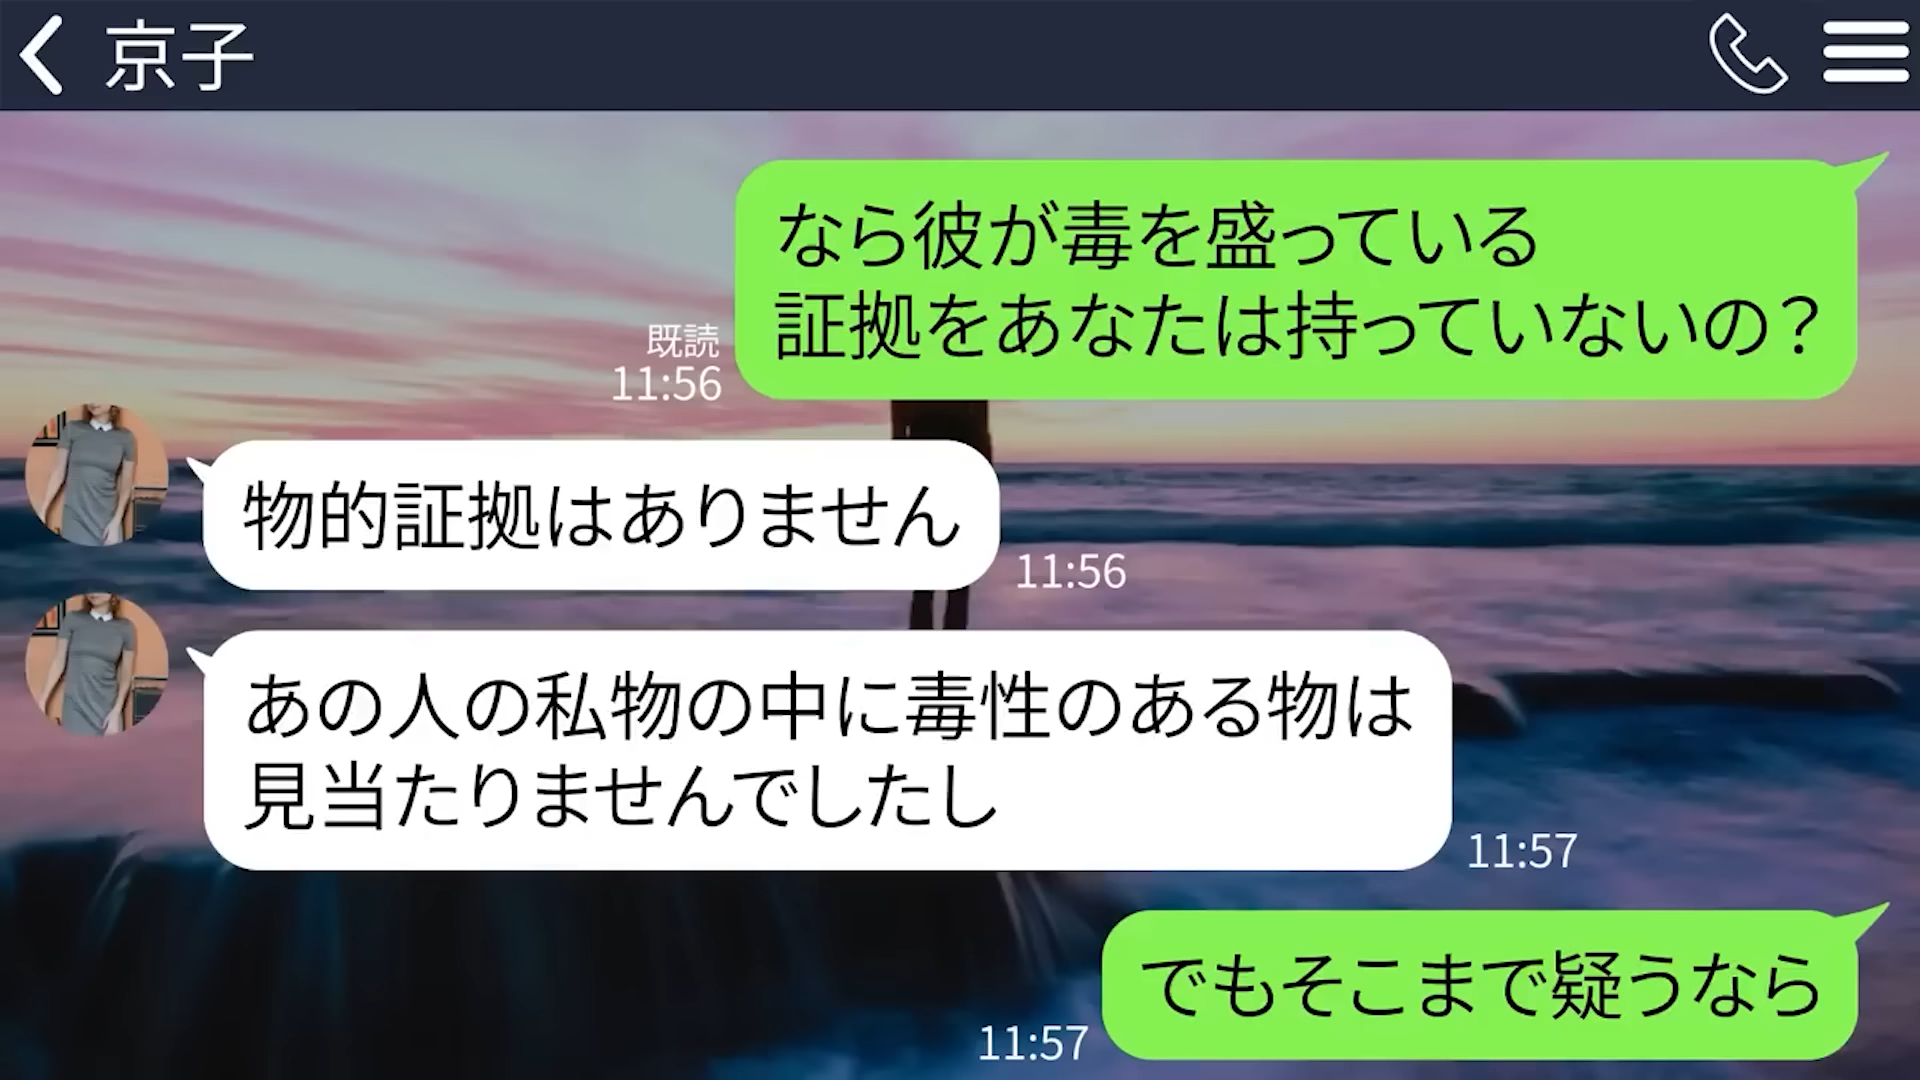 京子
なら彼が毒を盛っている
証拠をあなたは持っていないの？
既読
11:56
物的証拠はありません
11:56
あの人の私物の中に毒性のある物は
見当たりませんでしたし
11:57
でもそこまで疑うなら
11:57